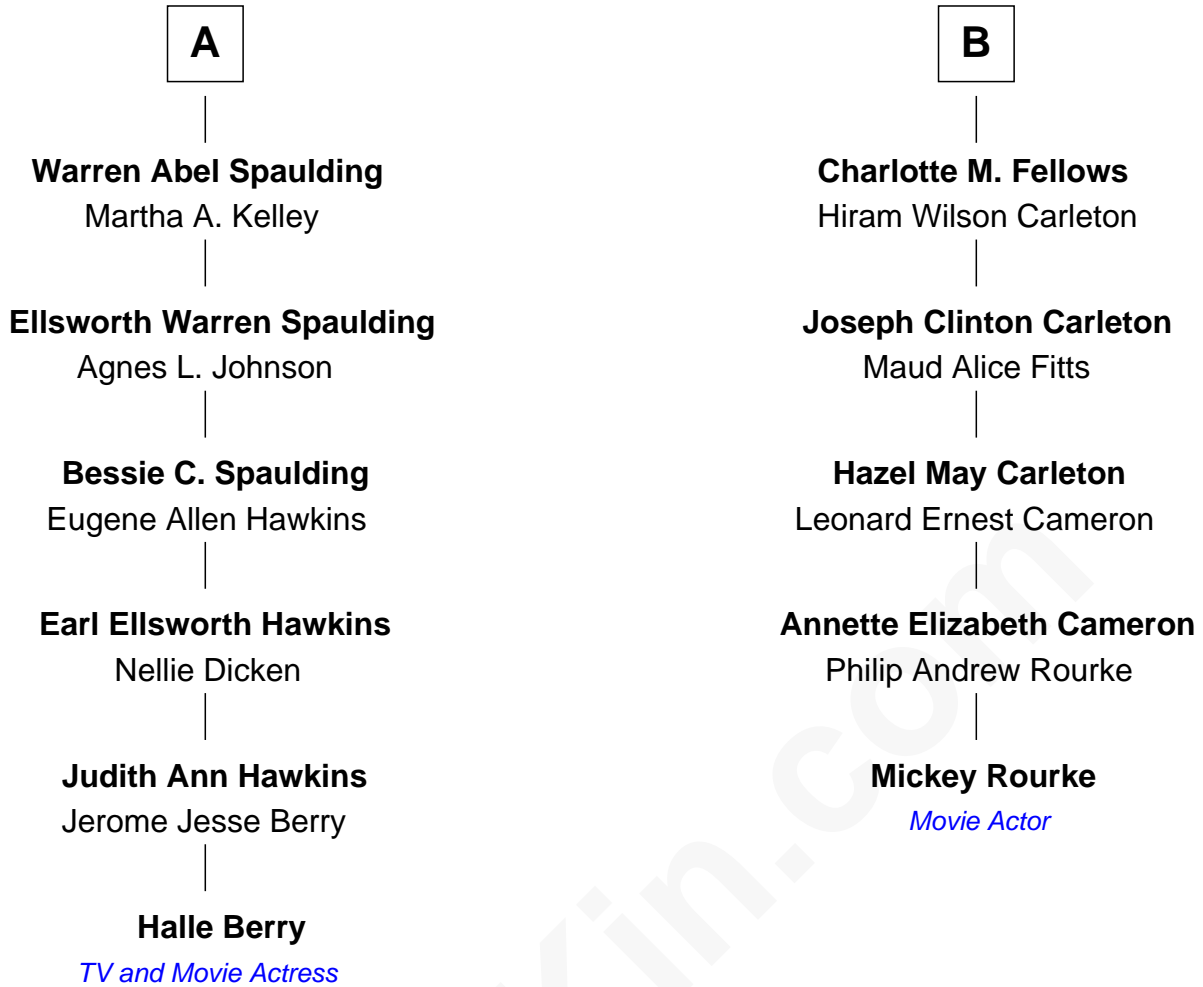 A
Warren Abel Spaulding
Martha A. Kelley
Ellsworth Warren Spaulding
Agnes L. Johnson
Bessie C. Spaulding
Eugene Allen Hawkins
Earl Ellsworth Hawkins
Nellie Dicken
Judith Ann Hawkins
Jerome Jesse Berry
Halle Berry
TV and Movie Actress
B
Charlotte M. Fellows
Hiram Wilson Carleton
Joseph Clinton Carleton
Maud Alice Fitts
Hazel May Carleton
Leonard Ernest Cameron
Annette Elizabeth Cameron
Philip Andrew Rourke
Mickey Rourke
Movie Actor